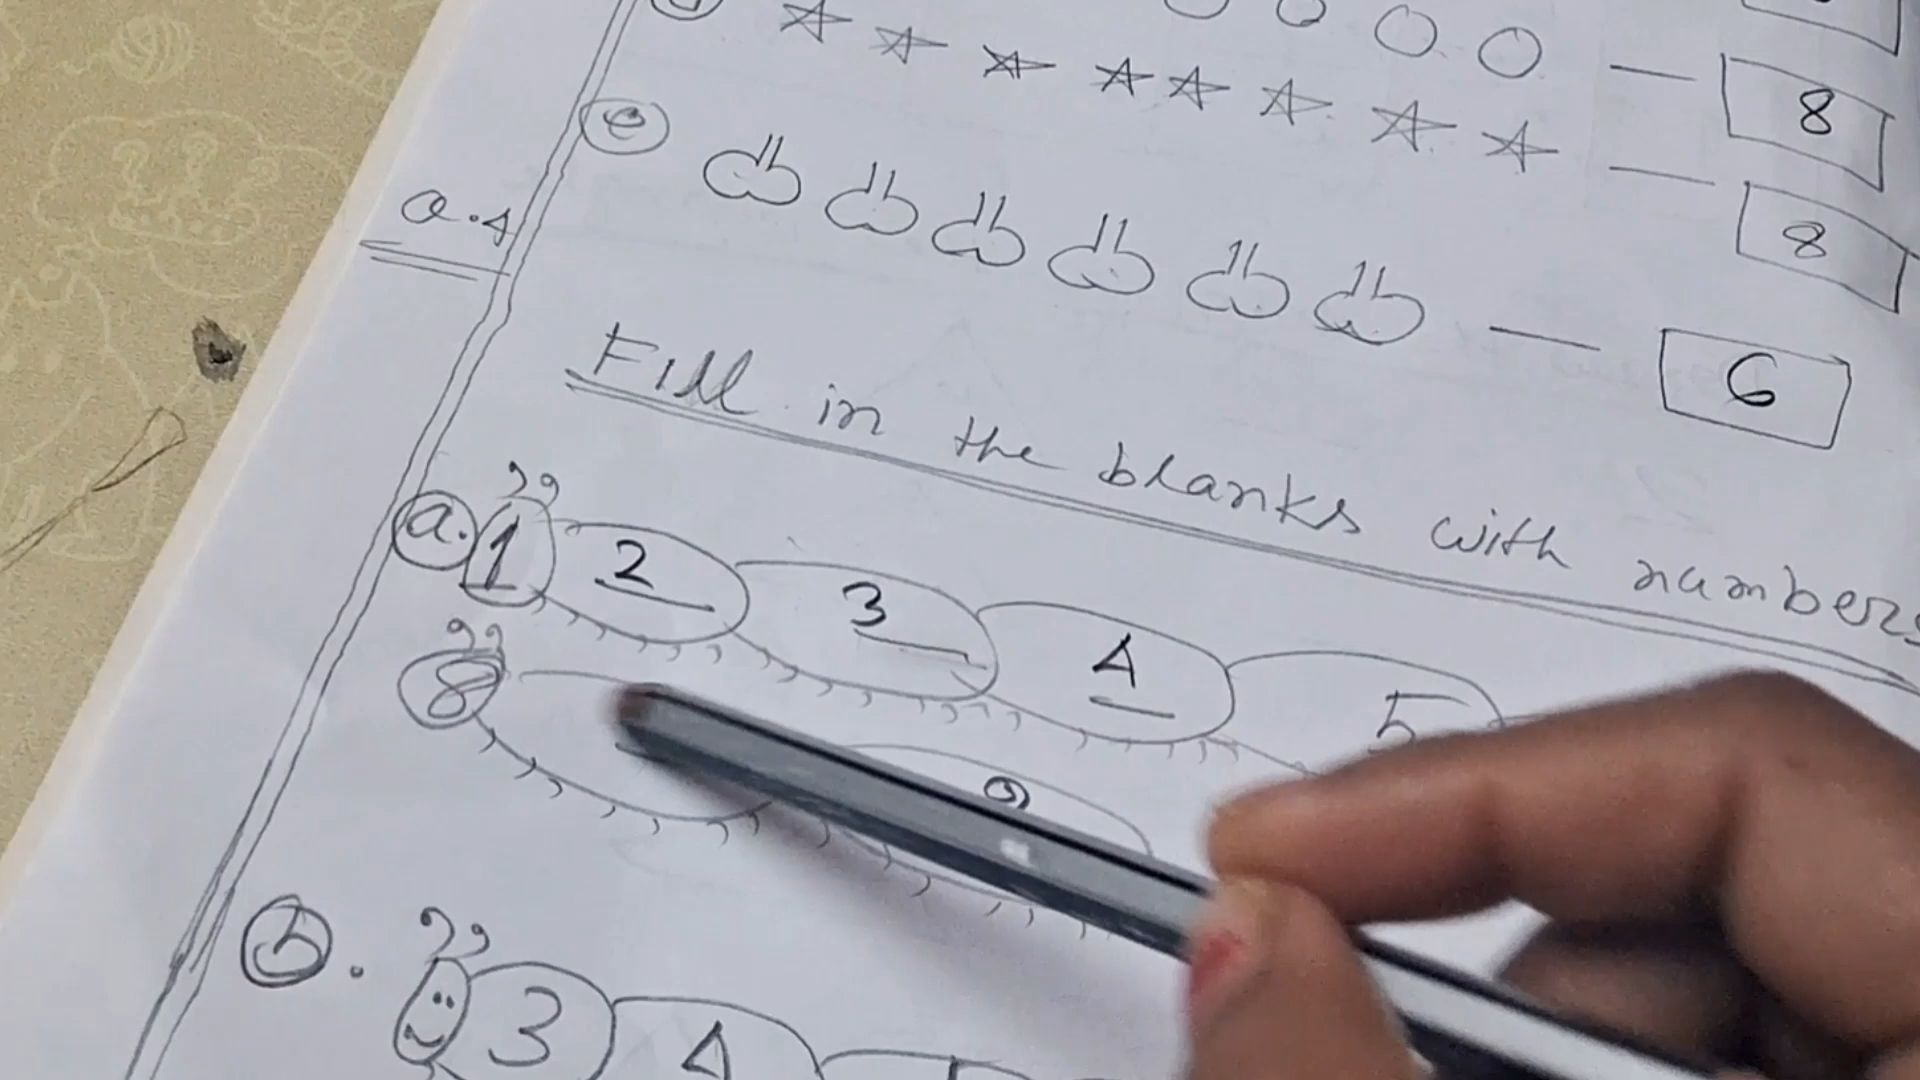 8
8
e
6
Q.4
Fill in the blanks with numbers
a. 1 2 3 4 5
8
b. 3 4